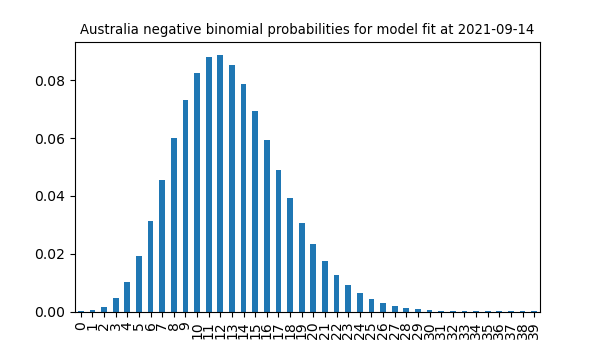 Australia negative binomial probabilities for model fit at 2021-09-14
0.08
0.06
0.04
0.02
0.00
0 1 2 3 4 5 6 7 8 9 10 11 12 13 14 15 16 17 18 19 20 21 22 23 24 25 26 27 28 29 30 31 32 33 34 35 36 37 38 39